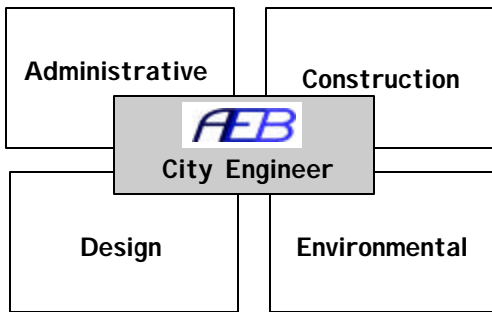 Administrative
Construction
AEB
City Engineer
Design
Environmental